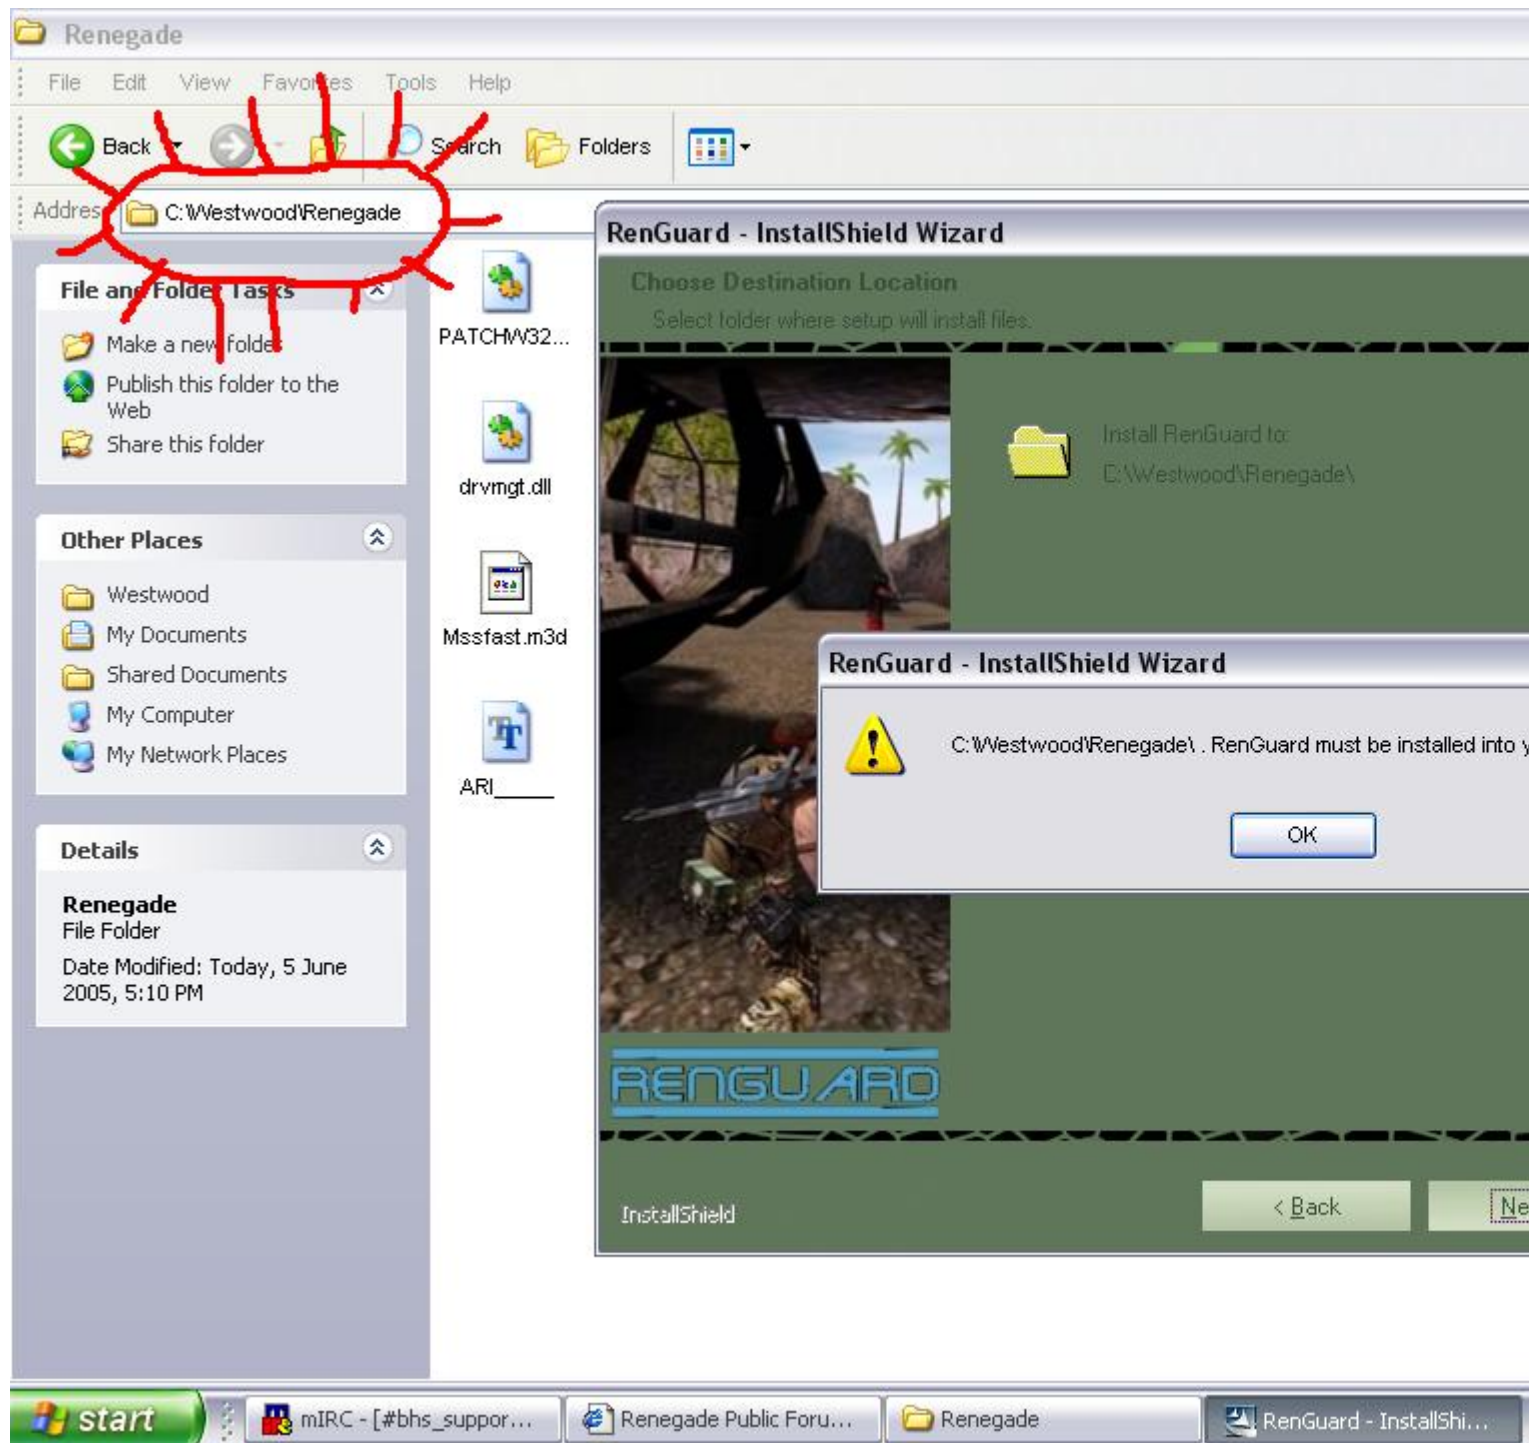 Renegade
File Edit View Favorites Tools Help
Back Search Folders
Address C:\Westwood\Renegade
File and Folder Tasks
Make a new folder
Publish this folder to the
Web
Share this folder
Other Places
Westwood
My Documents
Shared Documents
My Computer
My Network Places
Details
Renegade
File Folder
Date Modified: Today, 5 June
2005, 5:10 PM
PATCHW32...
drvmgt.dll
Mssfast.m3d
ARI_____
RenGuard - InstallShield Wizard
Choose Destination Location
Select folder where setup will install files.
Install RenGuard to:
C:\Westwood\Renegade\
RenGuard - InstallShield Wizard
C:\Westwood\Renegade\ . RenGuard must be installed into y
OK
RENGUARD
InstallShield
< Back Ne
start mIRC - [#bhs_suppor... Renegade Public Foru... Renegade RenGuard - InstallShi...